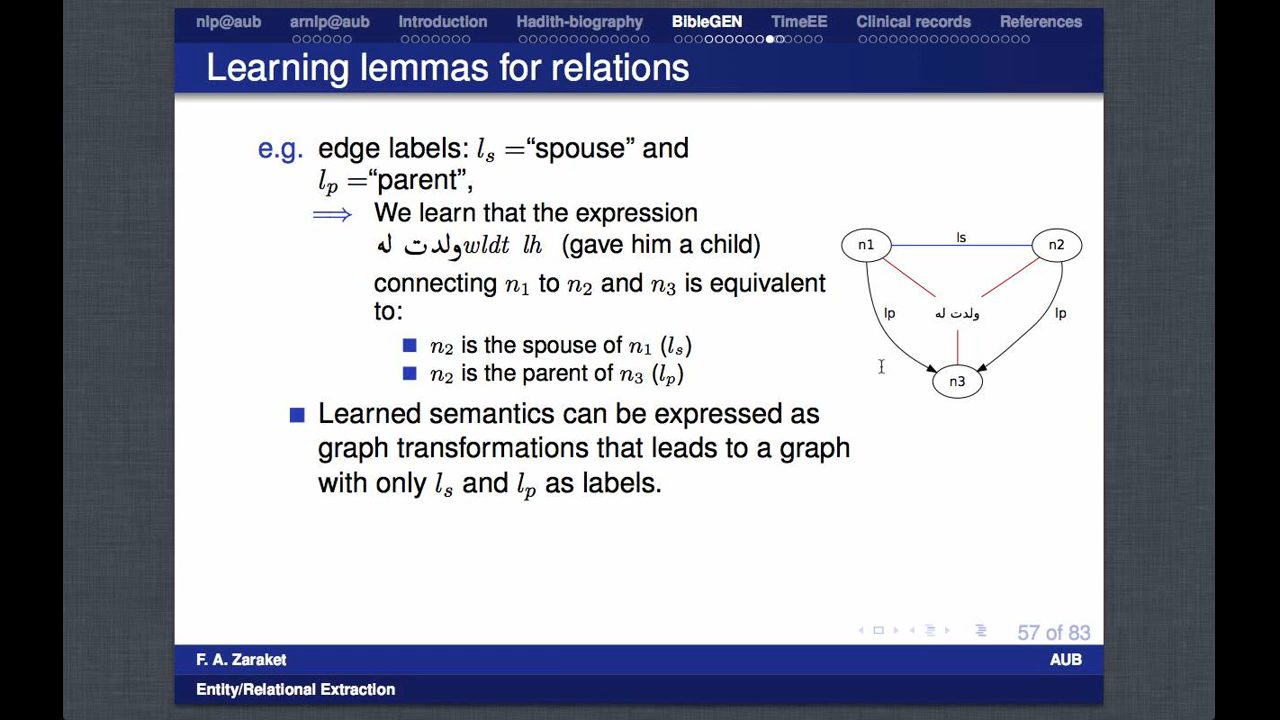 nlp@aub arnlp@aub Introduction Hadith-biography BibleGEN TimeEE Clinical records References
Learning lemmas for relations
e.g. edge labels: lₛ =“spouse” and
lₚ =“parent”,
⟹ We learn that the expression
ولدت له wldt lh (gave him a child)
connecting n₁ to n₂ and n₃ is equivalent
to:
n₂ is the spouse of n₁ (lₛ)
n₂ is the parent of n₃ (lₚ)
Learned semantics can be expressed as
graph transformations that leads to a graph
with only lₛ and lₚ as labels.
n1 ls n2
lp ولدت له lp
n3
57 of 83
F. A. Zaraket AUB
Entity/Relational Extraction